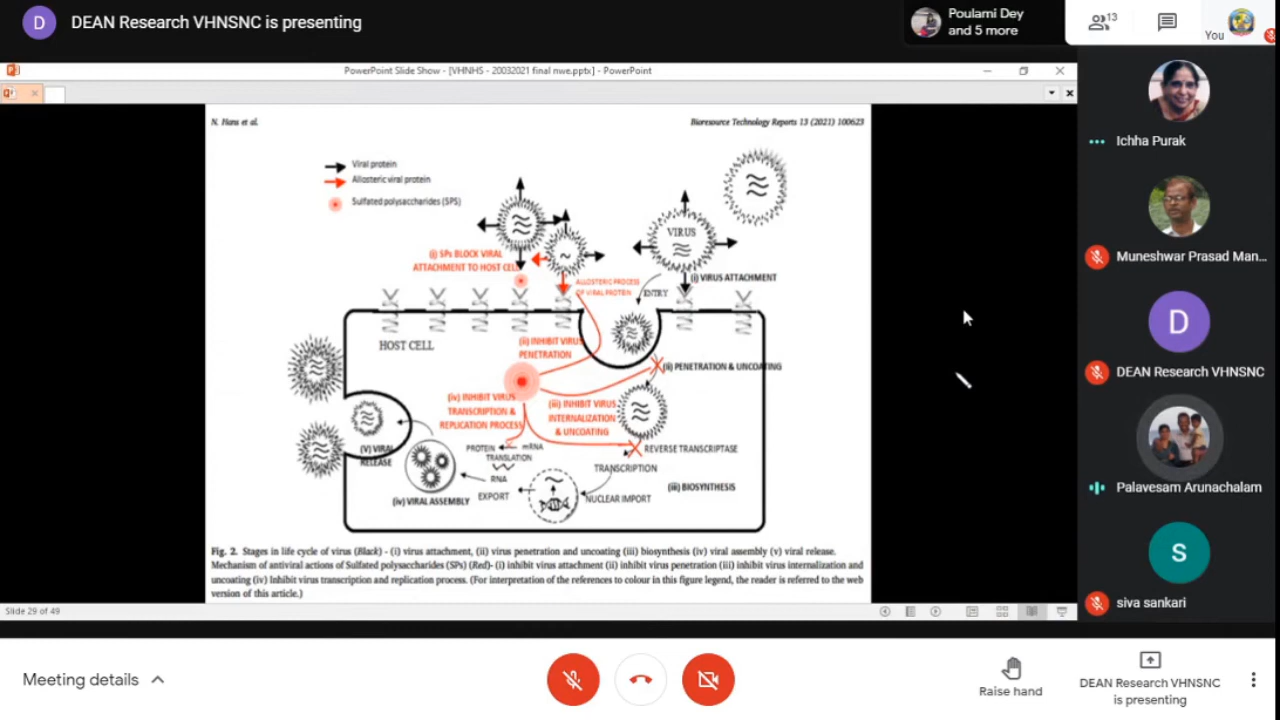 D DEAN Research VHNSNC is presenting
Poulami Dey
and 5 more
13
You
PowerPoint Slide Show - [VHNHS - 20032021 final nwe.pptx] - PowerPoint
N. Hans et al.
Bioresource Technology Reports 13 (2021) 100623
Viral protein
Allosteric viral protein
Sulfated polysaccharides (SPS)
VIRUS
(i) SPs BLOCK VIRAL
ATTACHMENT TO HOST CELL
ALLOSTERIC PROCESS
OF VIRAL PROTEIN
(i) VIRUS ATTACHMENT
ENTRY
HOST CELL
(ii) INHIBIT VIRUS
PENETRATION
(ii) PENETRATION & UNCOATING
(iv) INHIBIT VIRUS
TRANSCRIPTION &
REPLICATION PROCESS
(iii) INHIBIT VIRUS
INTERNALIZATION
& UNCOATING
PROTEIN
mRNA
TRANSLATION
REVERSE TRANSCRIPTASE
(V) VIRAL
RELEASE
RNA
TRANSCRIPTION
(iv) VIRAL ASSEMBLY
EXPORT
NUCLEAR IMPORT
(iii) BIOSYNTHESIS
Fig. 2. Stages in life cycle of virus (Black) - (i) virus attachment, (ii) virus penetration and uncoating (iii) biosynthesis (iv) viral assembly (v) viral release.
Mechanism of antiviral actions of Sulfated polysaccharides (SPs) (Red)- (i) inhibit virus attachment (ii) inhibit virus penetration (iii) inhibit virus internalization and
uncoating (iv) Inhibit virus transcription and replication process. (For interpretation of the references to colour in this figure legend, the reader is referred to the web
version of this article.)
Slide 29 of 49
Ichha Purak
Muneshwar Prasad Man...
D
DEAN Research VHNSNC
Palavesam Arunachalam
S
siva sankari
Meeting details
Raise hand
DEAN Research VHNSNC
is presenting